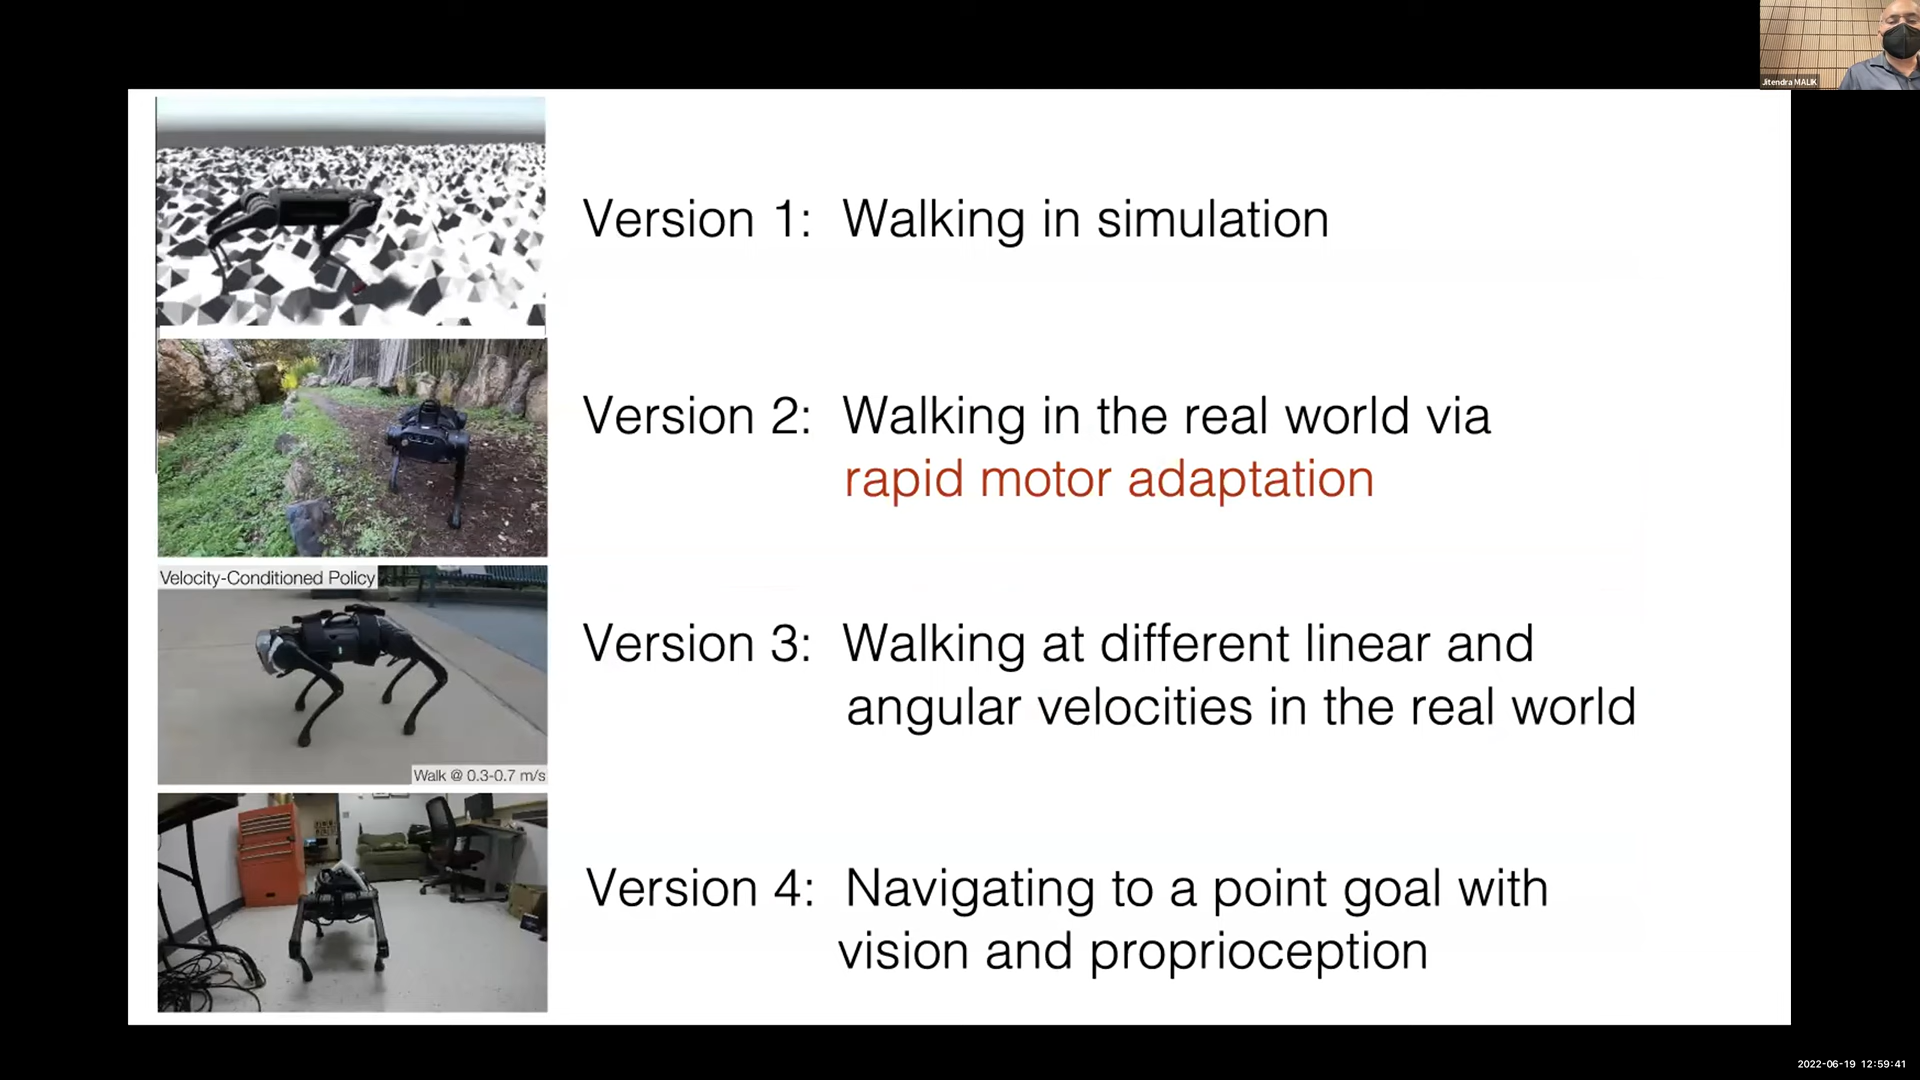 Jitendra MALIK
Version 1: Walking in simulation
Version 2: Walking in the real world via
rapid motor adaptation
Velocity-Conditioned Policy
Version 3: Walking at different linear and
angular velocities in the real world
Walk @ 0.3-0.7 m/s
Version 4: Navigating to a point goal with
vision and proprioception
2022-06-19 12:59:41